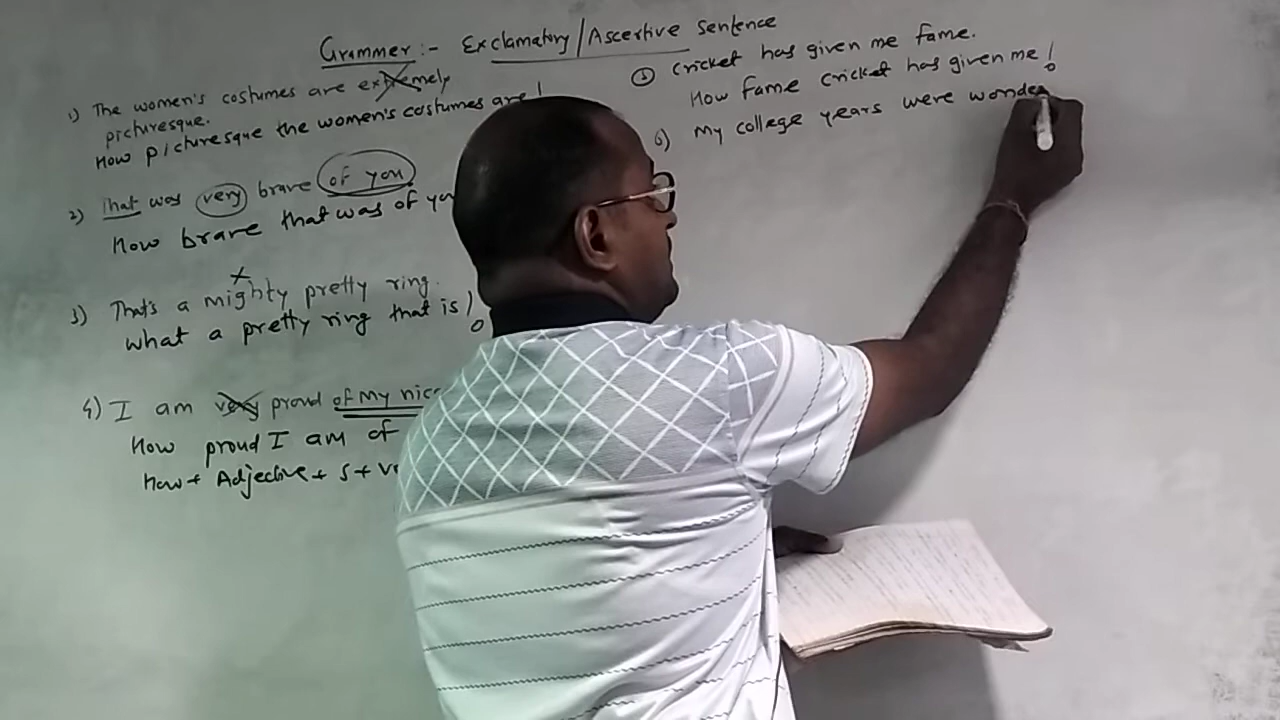 Grammer:- Exclamatory/Ascertive Sentence
1) The women's costumes are extremely
picturesque.
How picturesque the women's costumes are!
2) That was very brave of you
How brave that was of
3) That's a mighty pretty ring.
what a pretty ring that is!
4) I am very proud of my
How proud I am of
How + Adjective + S +
5) cricket has given me fame.
How fame cricket has given me!
6) My college years were